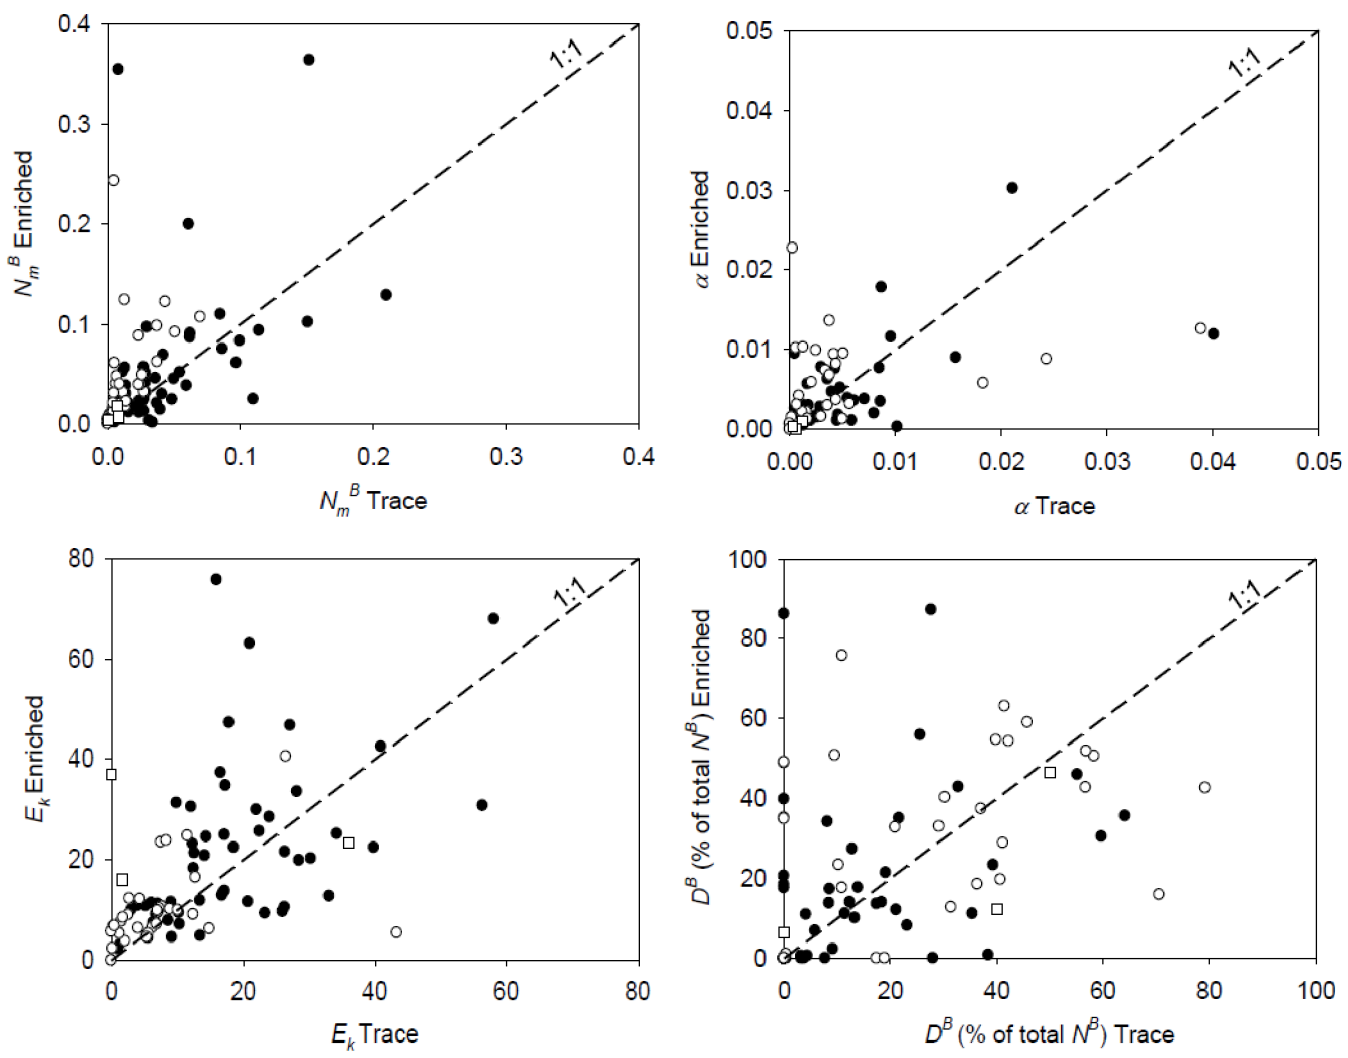 0.4
0.3
0.2
0.1
0.0
N_m^B Enriched
1:1
0.0 0.1 0.2 0.3 0.4
N_m^B Trace
0.05
0.04
0.03
0.02
0.01
0.00
α Enriched
1:1
0.00 0.01 0.02 0.03 0.04 0.05
α Trace
80
60
40
20
0
E_k Enriched
1:1
0 20 40 60 80
E_k Trace
100
80
60
40
20
0
D^B (% of total N^B) Enriched
1:1
0 20 40 60 80 100
D^B (% of total N^B) Trace